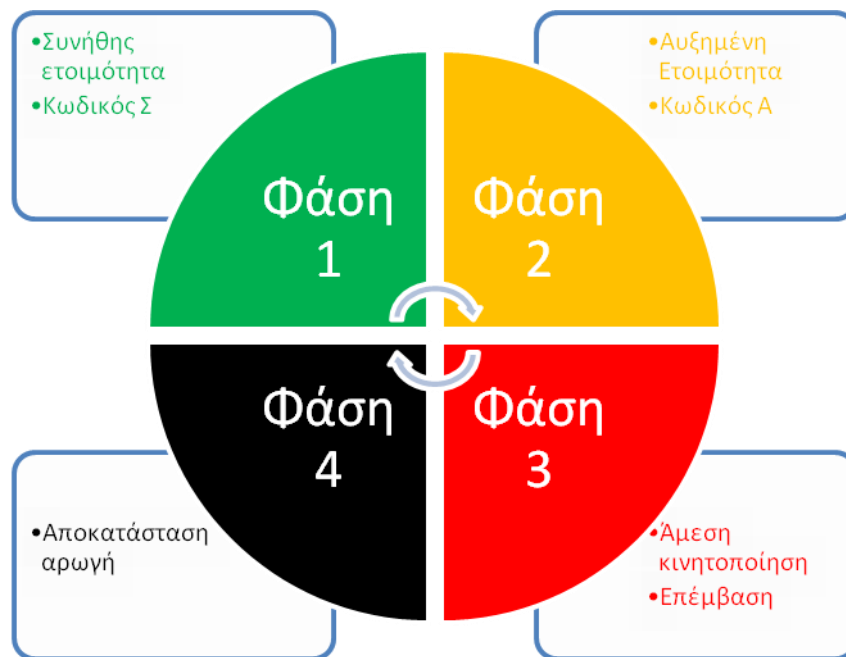 •Συνήθης
ετοιμότητα
•Κωδικός Σ
•Αυξημένη
Ετοιμότητα
•Κωδικός Α
Φάση
1
Φάση
2
Φάση
4
Φάση
3
•Αποκατάσταση
αρωγή
•Άμεση
κινητοποίηση
•Επέμβαση